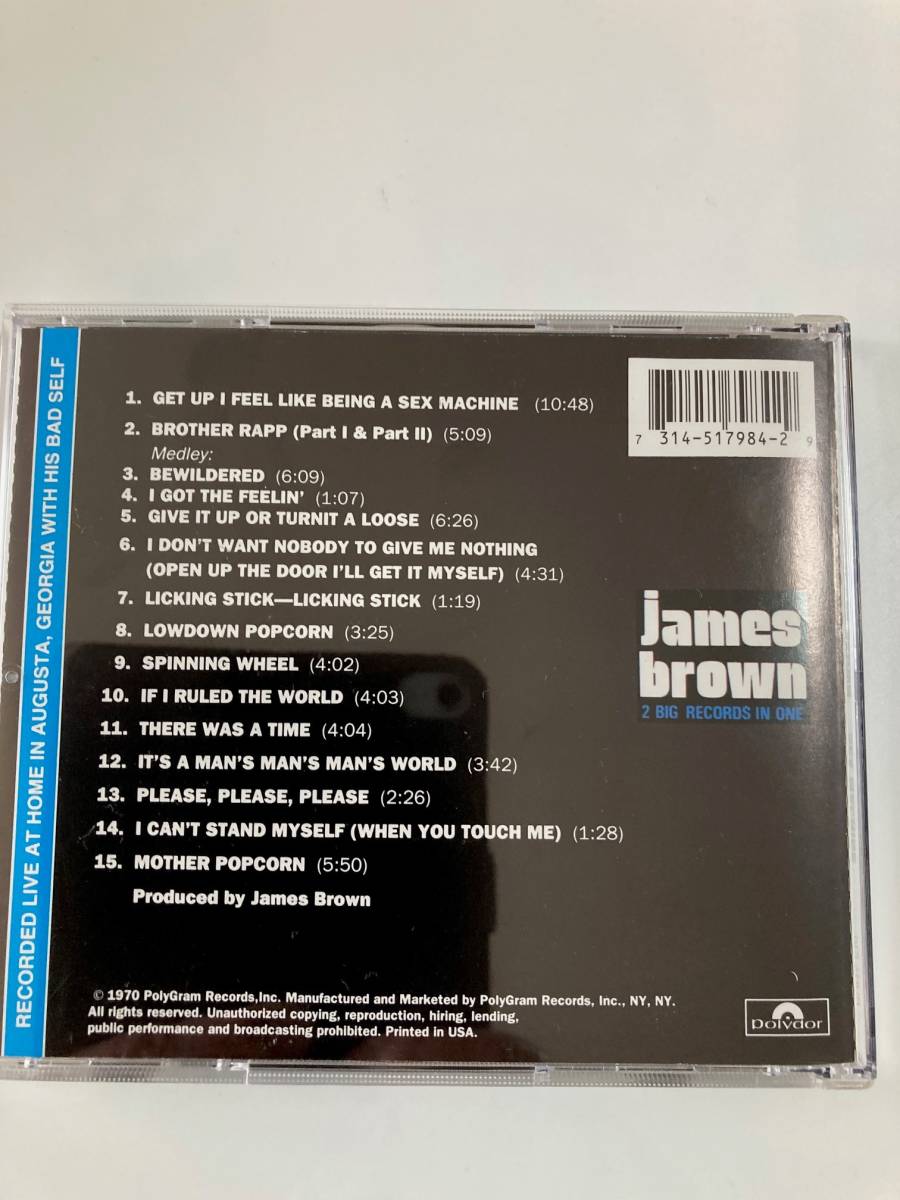 RECORDED LIVE AT HOME IN AUGUSTA, GEORGIA WITH HIS BAD SELF
1. GET UP I FEEL LIKE BEING A SEX MACHINE (10:48)
2. BROTHER RAPP (Part I & Part II) (5:09)
Medley:
3. BEWILDERED (6:09)
4. I GOT THE FEELIN' (1:07)
5. GIVE IT UP OR TURNIT A LOOSE (6:26)
6. I DON'T WANT NOBODY TO GIVE ME NOTHING
(OPEN UP THE DOOR I'LL GET IT MYSELF) (4:31)
7. LICKING STICK—LICKING STICK (1:19)
8. LOWDOWN POPCORN (3:25)
9. SPINNING WHEEL (4:02)
10. IF I RULED THE WORLD (4:03)
11. THERE WAS A TIME (4:04)
12. IT'S A MAN'S MAN'S MAN'S WORLD (3:42)
13. PLEASE, PLEASE, PLEASE (2:26)
14. I CAN'T STAND MYSELF (WHEN YOU TOUCH ME) (1:28)
15. MOTHER POPCORN (5:50)
Produced by James Brown
7 314-517984-2 9
james
brown
2 BIG RECORDS IN ONE
© 1970 PolyGram Records,Inc. Manufactured and Marketed by PolyGram Records, Inc., NY, NY.
All rights reserved. Unauthorized copying, reproduction, hiring, lending,
public performance and broadcasting prohibited. Printed in USA.
polydor